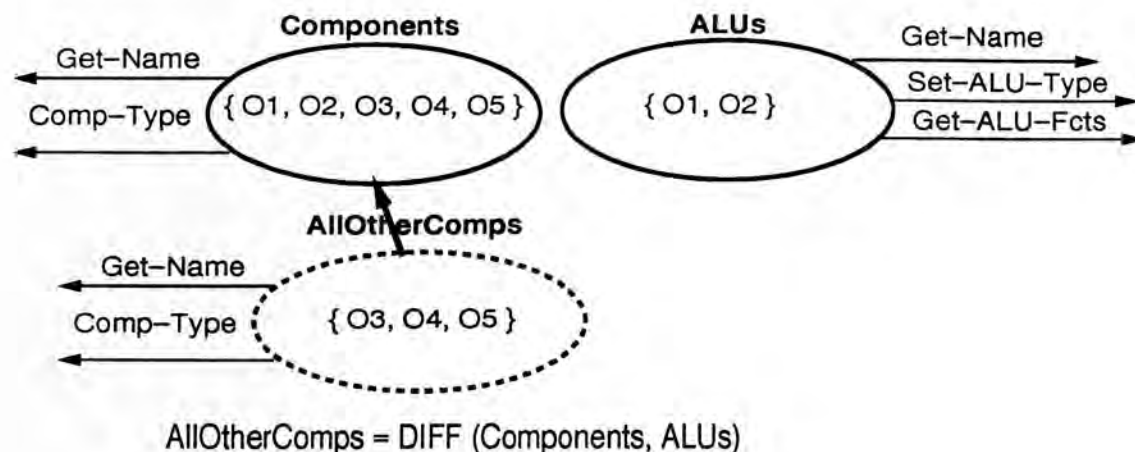 Components
ALUs
Get–Name
Comp–Type
{ O1, O2, O3, O4, O5 }
{ O1, O2 }
Get–Name
Set–ALU–Type
Get–ALU–Fcts
AllOtherComps
Get–Name
Comp–Type
{ O3, O4, O5 }
AllOtherComps = DIFF (Components, ALUs)